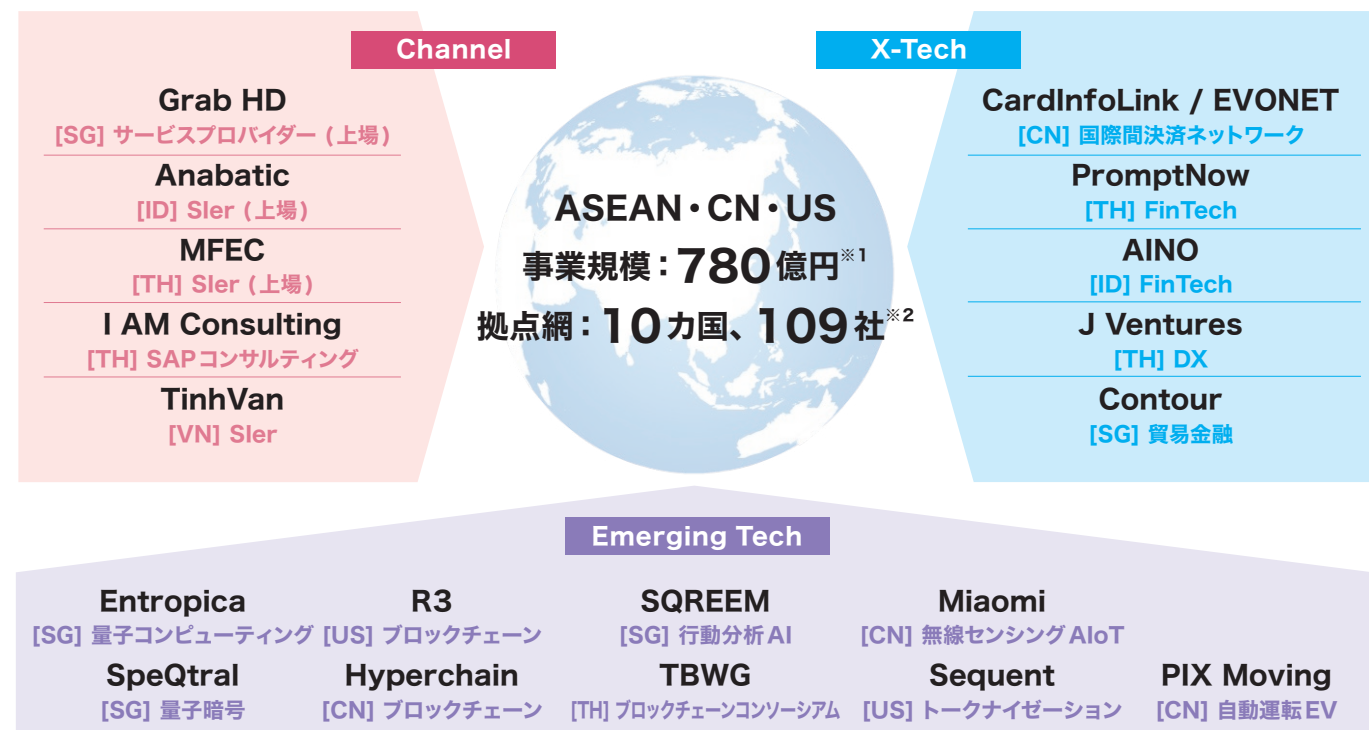 Channel
Grab HD
[SG] サービスプロバイダー (上場)
Anabatic
[ID] SIer (上場)
MFEC
[TH] SIer (上場)
I AM Consulting
[TH] SAPコンサルティング
TinhVan
[VN] SIer
ASEAN・CN・US
事業規模：780億円※1
拠点網：10カ国、109社※2
X-Tech
CardInfoLink / EVONET
[CN] 国際間決済ネットワーク
PromptNow
[TH] FinTech
AINO
[ID] FinTech
J Ventures
[TH] DX
Contour
[SG] 貿易金融
Emerging Tech
Entropica R3 SQREEM Miaomi
[SG] 量子コンピューティング [US] ブロックチェーン [SG] 行動分析AI [CN] 無線センシングAIoT
SpeQtral Hyperchain TBWG Sequent PIX Moving
[SG] 量子暗号 [CN] ブロックチェーン [TH] ブロックチェーンコンソーシアム [US] トークナイゼーション [CN] 自動運転EV